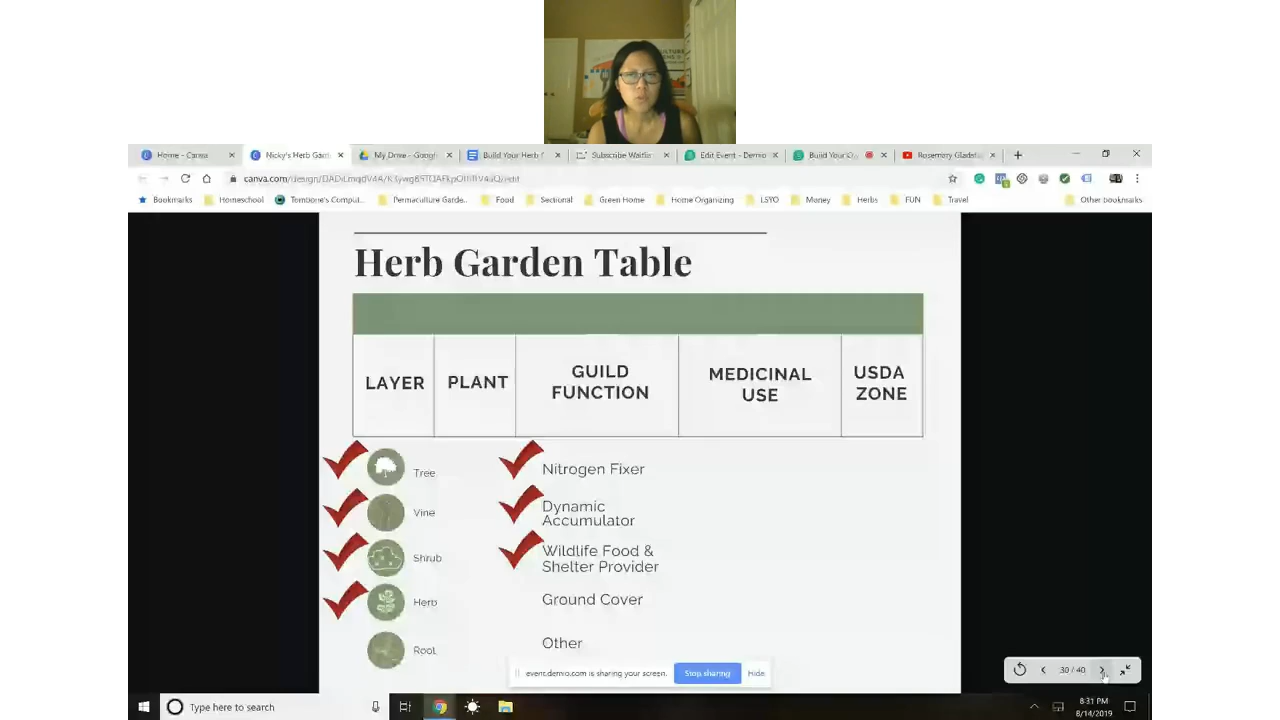 CULTURE
Home - Canva
Nicky's Herb Gard
My Drive - Googl
Build Your Herb
Subscribe Waitlis
Edit Event - Demio
Build Your O
Rosemary Gladsta
Bookmarks
Homeschool
Tombone's Comput...
Permaculture Garde...
Food
Sectional
Green Home
Home Organizing
LSYO
Money
Herbs
FUN
Travel
Other bookmarks
Herb Garden Table
LAYER
PLANT
GUILD
FUNCTION
MEDICINAL
USE
USDA
ZONE
Tree
Nitrogen Fixer
Vine
Dynamic
Accumulator
Shrub
Wildlife Food &
Shelter Provider
Herb
Ground Cover
Root
Other
event.demio.com is sharing your screen.
Stop sharing
Hide
30 / 40
Type here to search
8:31 PM
8/14/2019